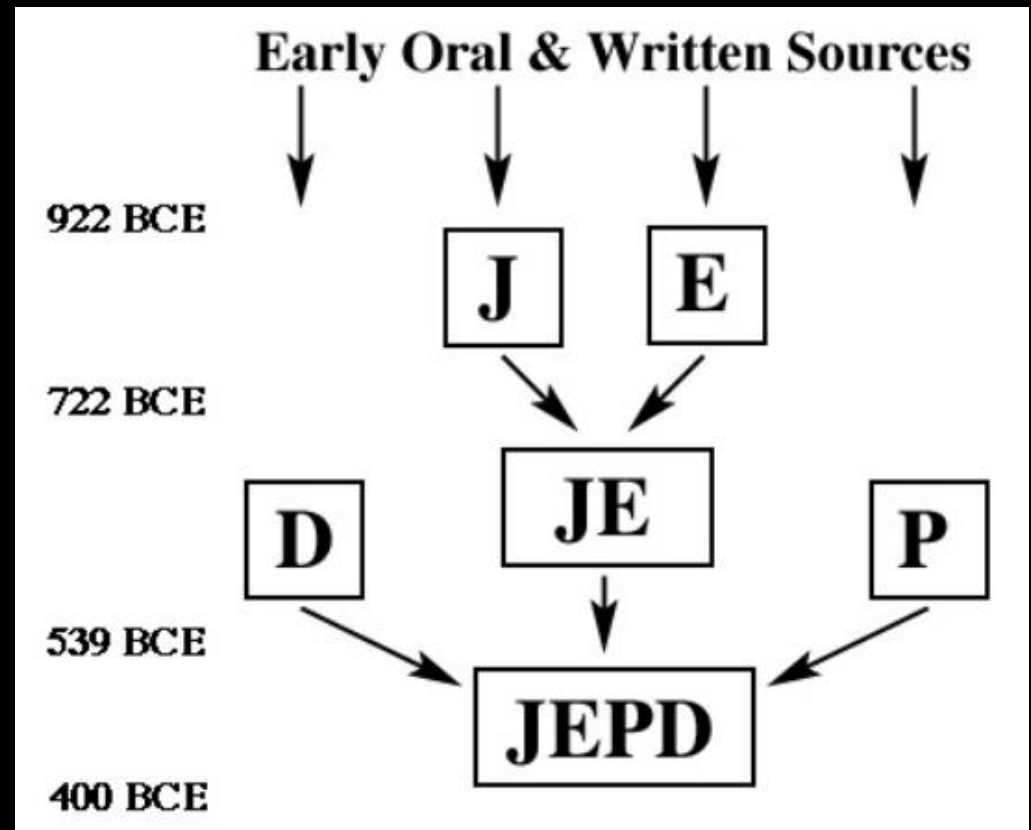 Early Oral & Written Sources
922 BCE
J
E
722 BCE
JE
D
P
539 BCE
JEPD
400 BCE